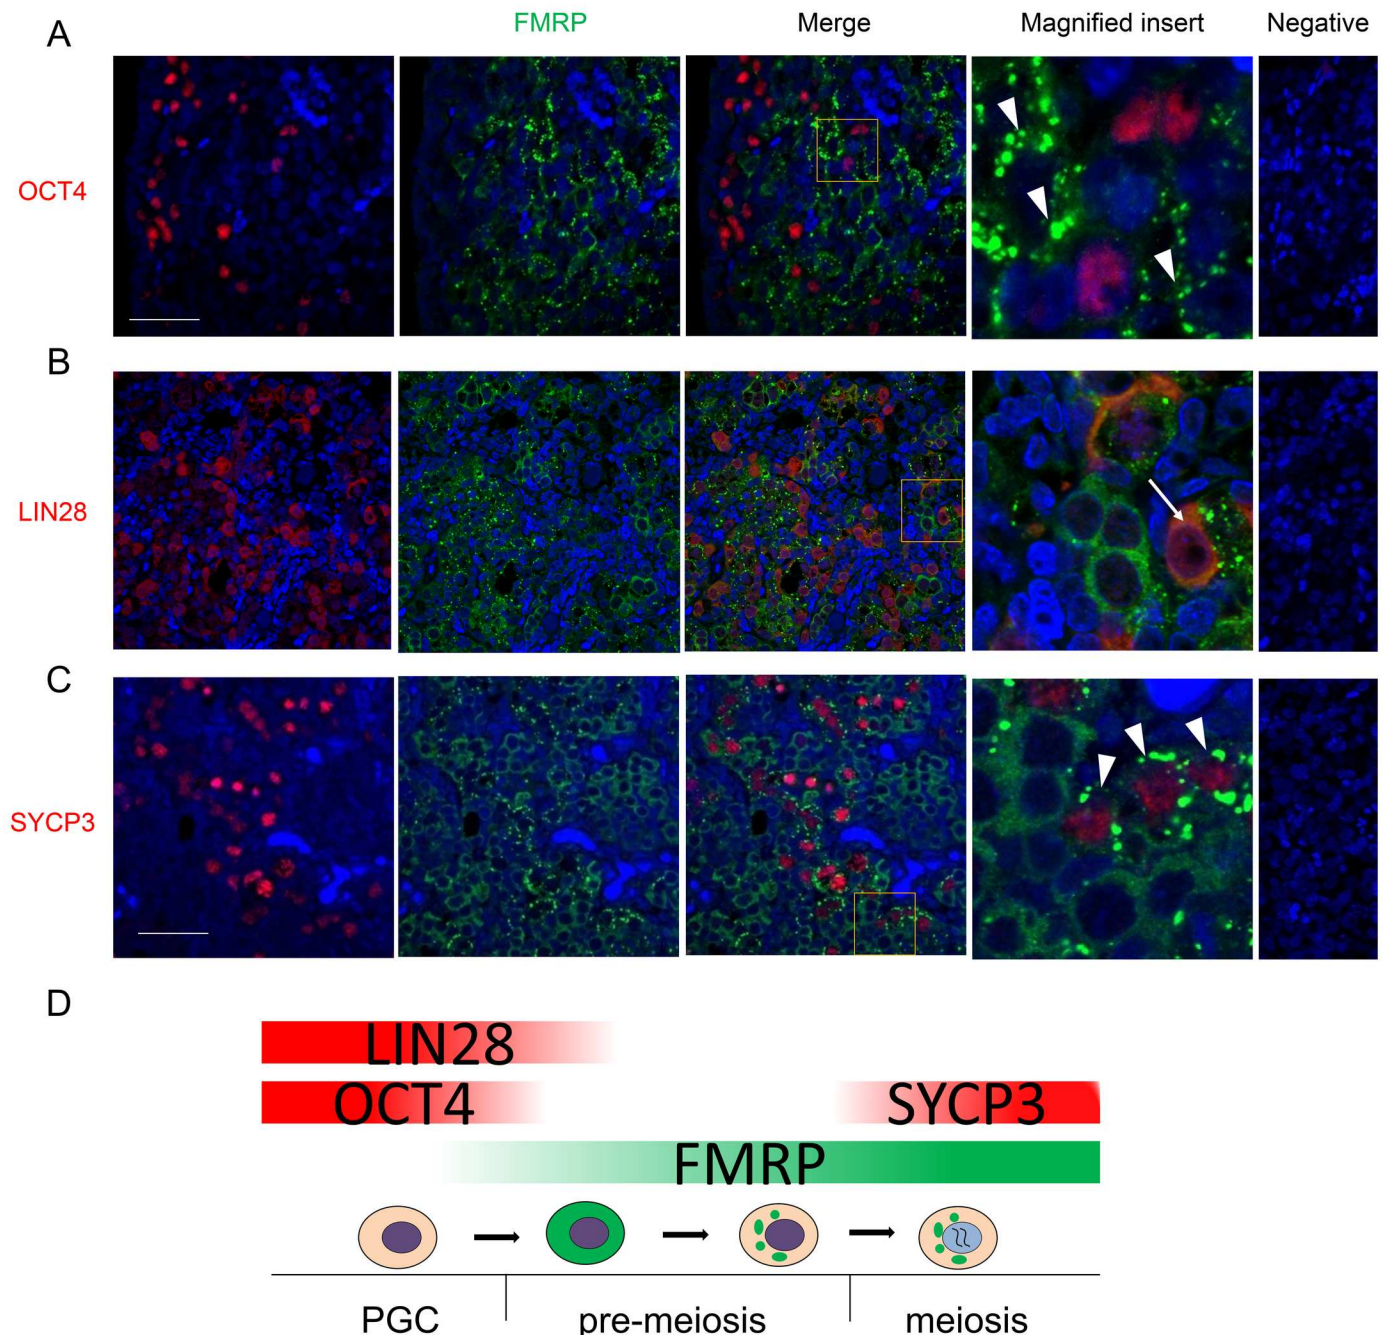 A
FMRP
Merge
Magnified insert
Negative
OCT4
B
LIN28
C
SYCP3
D
LIN28
OCT4
SYCP3
FMRP
PGC
pre-meiosis
meiosis